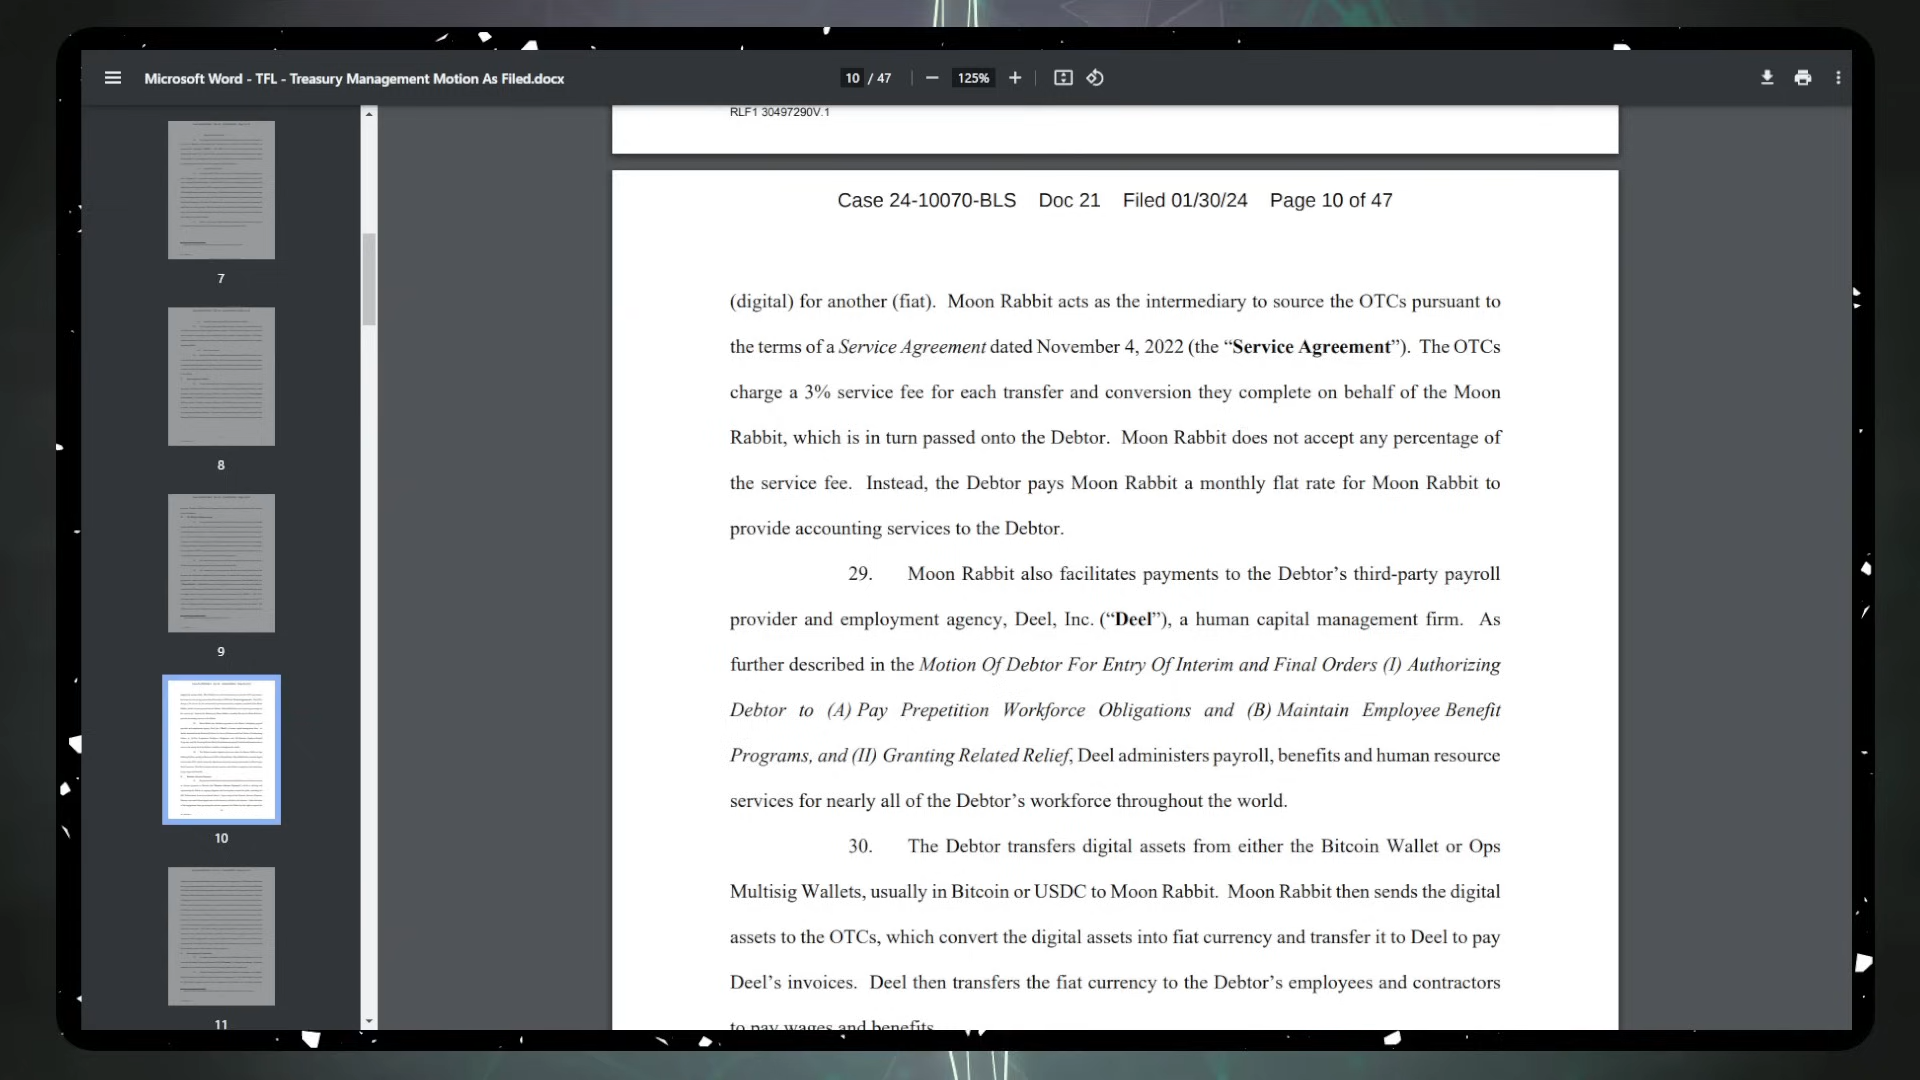 Microsoft Word - TFL - Treasury Management Motion As Filed.docx
10 / 47
125%
7
8
9
10
11
RLF1 30497290V.1
Case 24-10070-BLS Doc 21 Filed 01/30/24 Page 10 of 47
(digital) for another (fiat). Moon Rabbit acts as the intermediary to source the OTCs pursuant to
the terms of a Service Agreement dated November 4, 2022 (the “Service Agreement”). The OTCs
charge a 3% service fee for each transfer and conversion they complete on behalf of the Moon
Rabbit, which is in turn passed onto the Debtor. Moon Rabbit does not accept any percentage of
the service fee. Instead, the Debtor pays Moon Rabbit a monthly flat rate for Moon Rabbit to
provide accounting services to the Debtor.
29. Moon Rabbit also facilitates payments to the Debtor’s third-party payroll
provider and employment agency, Deel, Inc. (“Deel”), a human capital management firm. As
further described in the Motion Of Debtor For Entry Of Interim and Final Orders (I) Authorizing
Debtor to (A) Pay Prepetition Workforce Obligations and (B) Maintain Employee Benefit
Programs, and (II) Granting Related Relief, Deel administers payroll, benefits and human resource
services for nearly all of the Debtor’s workforce throughout the world.
30. The Debtor transfers digital assets from either the Bitcoin Wallet or Ops
Multisig Wallets, usually in Bitcoin or USDC to Moon Rabbit. Moon Rabbit then sends the digital
assets to the OTCs, which convert the digital assets into fiat currency and transfer it to Deel to pay
Deel’s invoices. Deel then transfers the fiat currency to the Debtor’s employees and contractors
to pay wages and benefits.